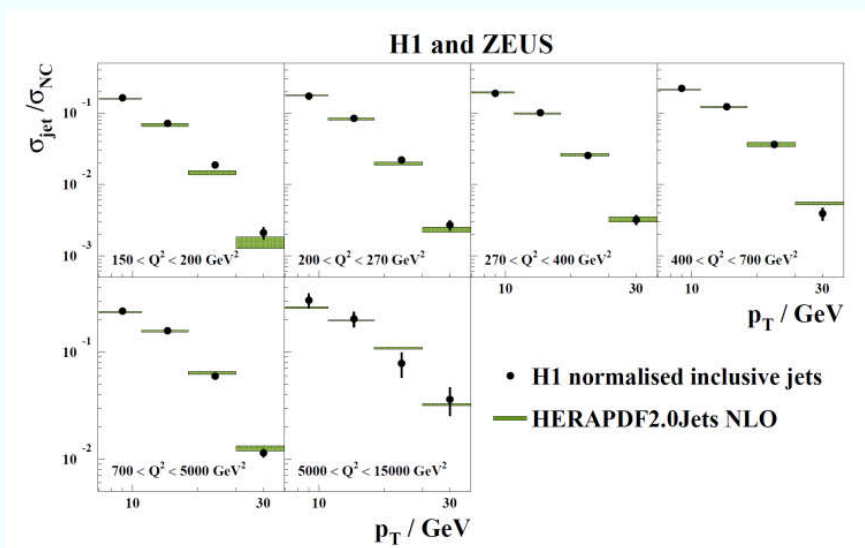 H1 and ZEUS
σjet /σNC
10⁻¹
10⁻²
10⁻³
150 < Q² < 200 GeV²
200 < Q² < 270 GeV²
270 < Q² < 400 GeV²
400 < Q² < 700 GeV²
10
30
10
30
pT / GeV
10⁻¹
10⁻²
700 < Q² < 5000 GeV²
5000 < Q² < 15000 GeV²
H1 normalised inclusive jets
HERAPDF2.0Jets NLO
10
30
10
30
pT / GeV